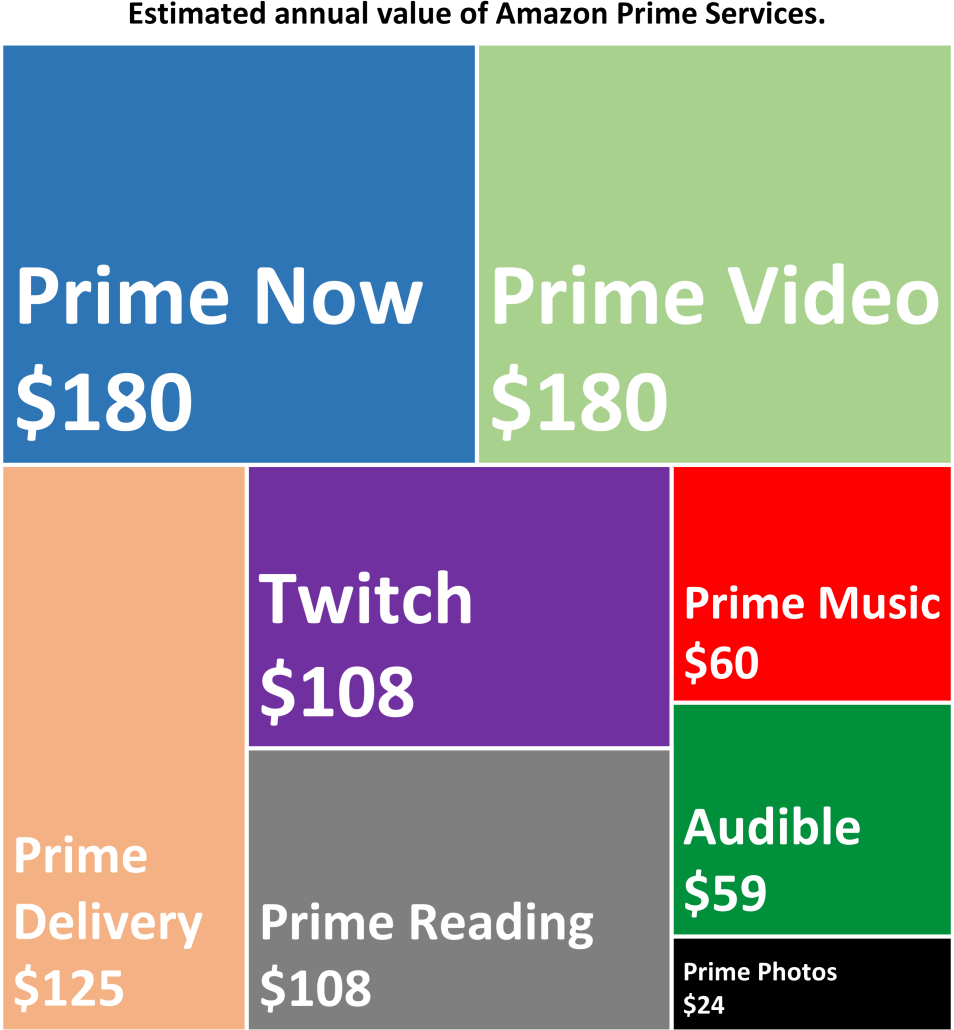 Estimated annual value of Amazon Prime Services.
Prime Now
$180
Prime Video
$180
Prime
Delivery
$125
Twitch
$108
Prime Reading
$108
Prime Music
$60
Audible
$59
Prime Photos
$24